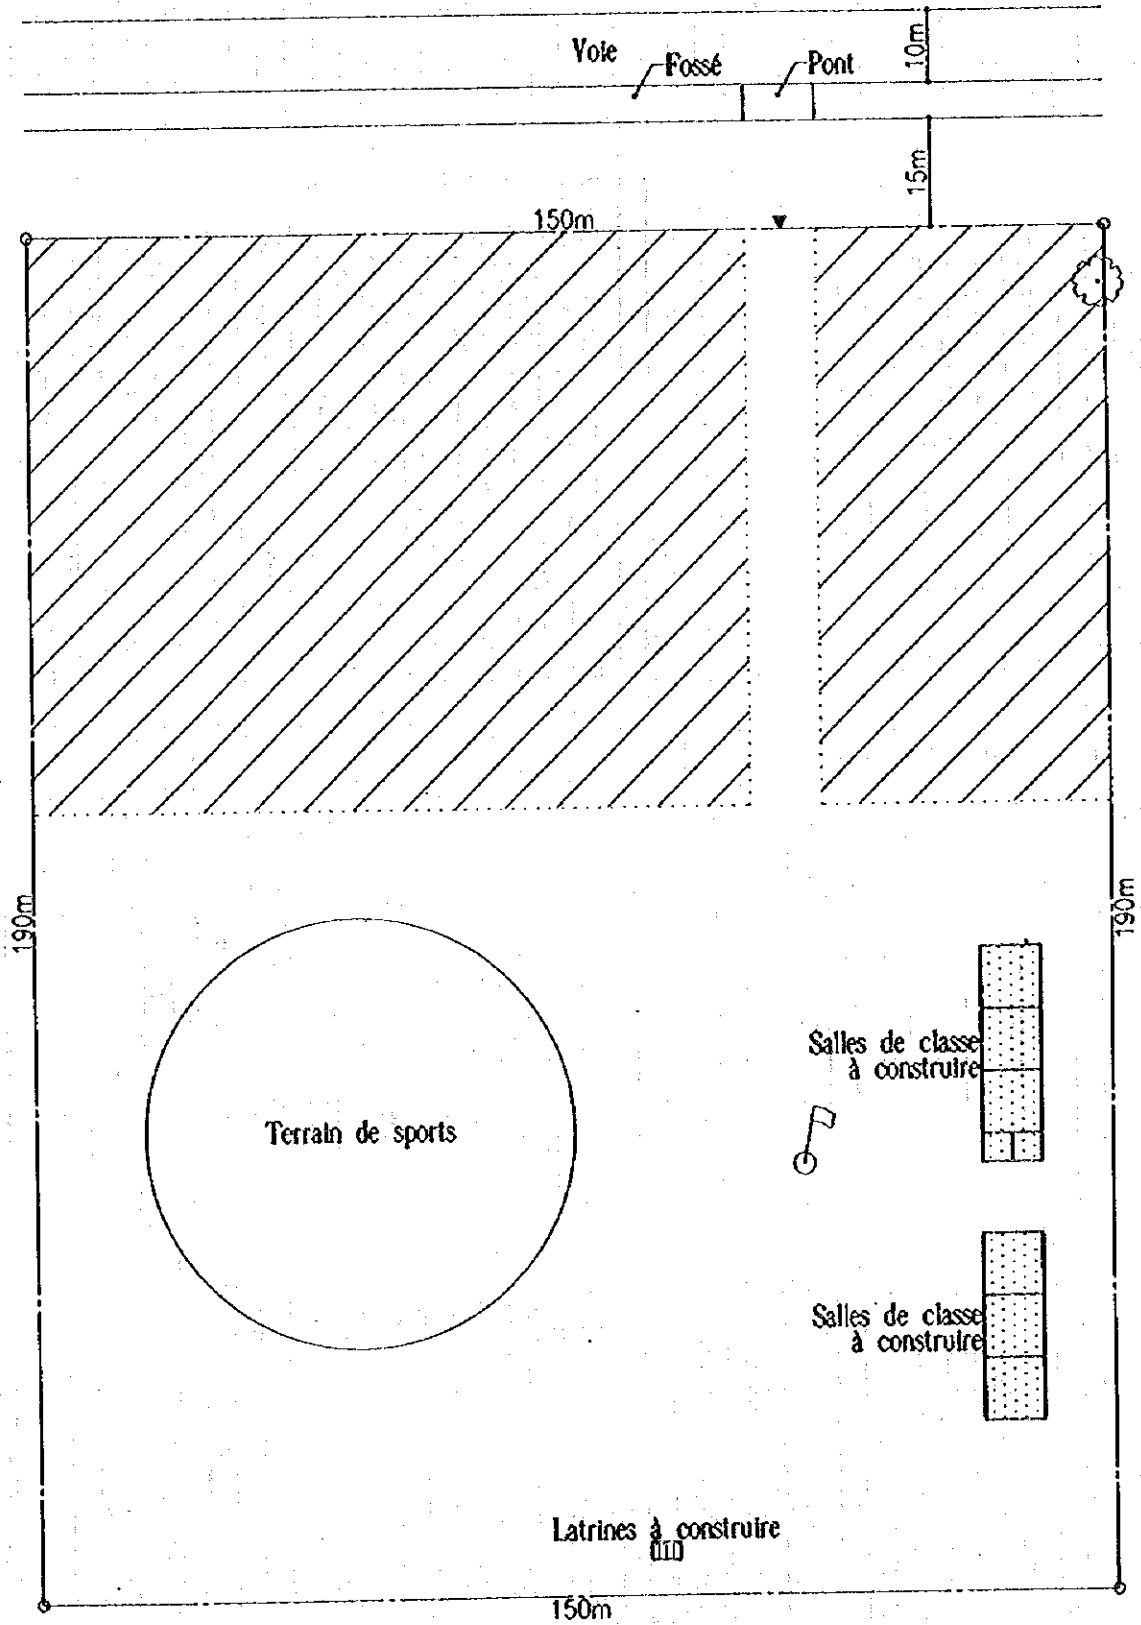 10m
Voie
Fossé
Pont
15m
150m
190m
190m
Salles de classe
à construire
Terrain de sports
Salles de classe
à construire
Latrines à construire
150m